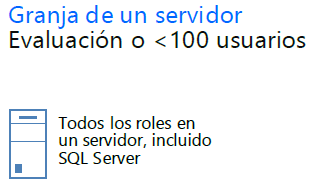 Granja de un servidor
Evaluación o <100 usuarios
Todos los roles en
un servidor, incluido
SQL Server